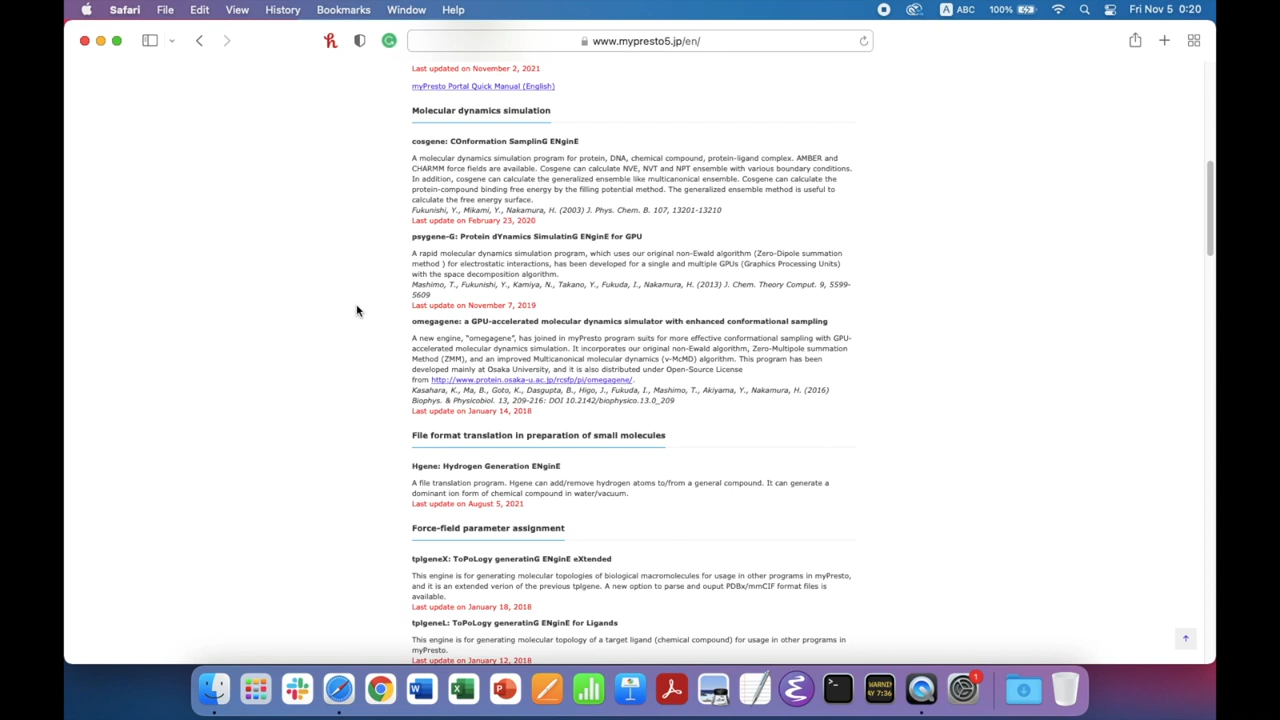 Safari File Edit View History Bookmarks Window Help ABC 100% Fri Nov 5 0:20
www.mypresto5.jp/en/
Last updated on November 2, 2021
myPresto Portal Quick Manual (English)
Molecular dynamics simulation
cosgene: COnformation SamplinG ENginE
A molecular dynamics simulation program for protein, DNA, chemical compound, protein-ligand complex. AMBER and
CHARMM force fields are available. Cosgene can calculate NVE, NVT and NPT ensemble with various boundary conditions.
In addition, cosgene can calculate the generalized ensemble like multicanonical ensemble. Cosgene can calculate the
protein-compound binding free energy by the filling potential method. The generalized ensemble method is useful to
calculate the free energy surface.
Fukunishi, Y., Mikami, Y., Nakamura, H. (2003) J. Phys. Chem. B. 107, 13201-13210
Last update on February 23, 2020
psygene-G: Protein dYnamics SimulatinG ENginE for GPU
A rapid molecular dynamics simulation program, which uses our original non-Ewald algorithm (Zero-Dipole summation
method ) for electrostatic interactions, has been developed for a single and multiple GPUs (Graphics Processing Units)
with the space decomposition algorithm.
Mashimo, T., Fukunishi, Y., Kamiya, N., Takano, Y., Fukuda, I., Nakamura, H. (2013) J. Chem. Theory Comput. 9, 5599-
5609
Last update on November 7, 2019
omegagene: a GPU-accelerated molecular dynamics simulator with enhanced conformational sampling
A new engine, “omegagene”, has joined in myPresto program suits for more effective conformational sampling with GPU-
accelerated molecular dynamics simulation. It incorporates our original non-Ewald algorithm, Zero-Multipole summation
Method (ZMM), and an improved Multicanonical molecular dynamics (v-McMD) algorithm. This program has been
developed mainly at Osaka University, and it is also distributed under Open-Source License
from http://www.protein.osaka-u.ac.jp/rcsfp/pi/omegagene/.
Kasahara, K., Ma, B., Goto, K., Dasgupta, B., Higo, J., Fukuda, I., Mashimo, T., Akiyama, Y., Nakamura, H. (2016)
Biophys. & Physicobiol. 13, 209-216: DOI 10.2142/biophysico.13.0_209
Last update on January 14, 2018
File format translation in preparation of small molecules
Hgene: Hydrogen Generation ENginE
A file translation program. Hgene can add/remove hydrogen atoms to/from a general compound. It can generate a
dominant ion form of chemical compound in water/vacuum.
Last update on August 5, 2021
Force-field parameter assignment
tplgeneX: ToPoLogy generatinG ENginE eXtended
This engine is for generating molecular topologies of biological macromolecules for usage in other programs in myPresto,
and it is an extended verion of the previous tplgene. A new option to parse and ouput PDBx/mmCIF format files is
available.
Last update on January 18, 2018
tplgeneL: ToPoLogy generatinG ENginE for Ligands
This engine is for generating molecular topology of a target ligand (chemical compound) for usage in other programs in
myPresto.
Last update on January 12, 2018
1